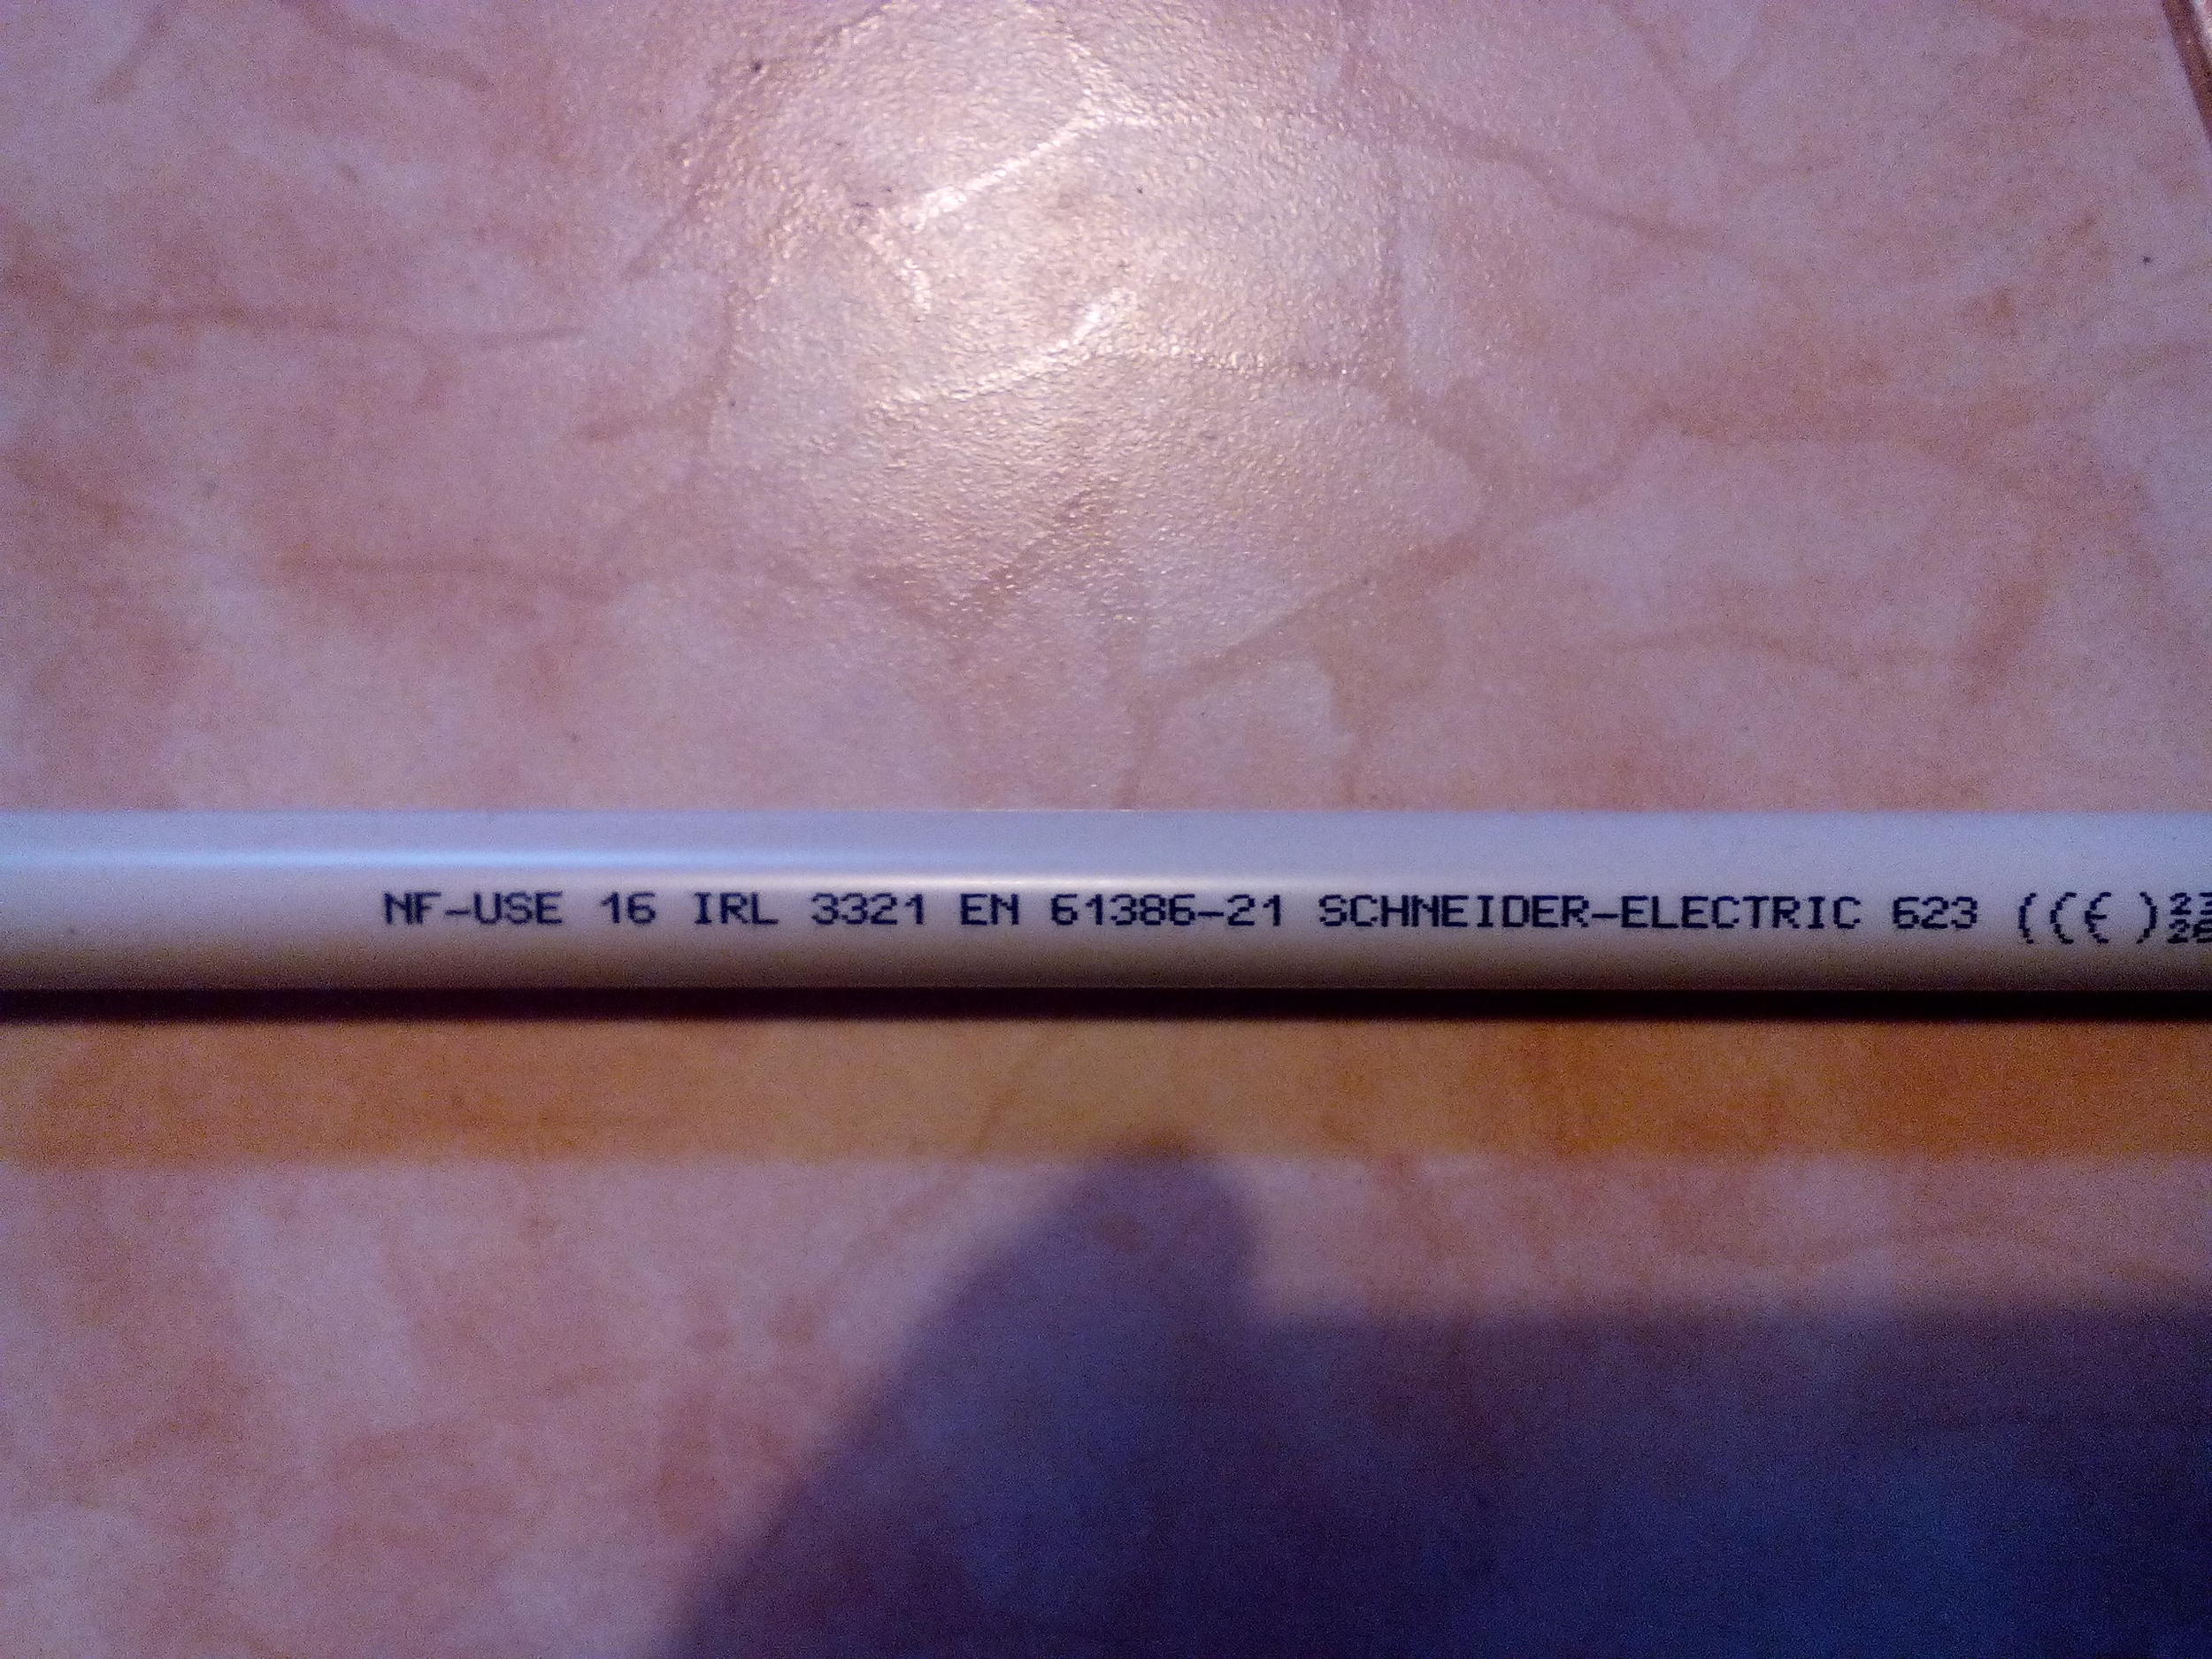 NF-USE 16 IRL 3321 EN 61386-21 SCHNEIDER-ELECTRIC 623 ((€ )